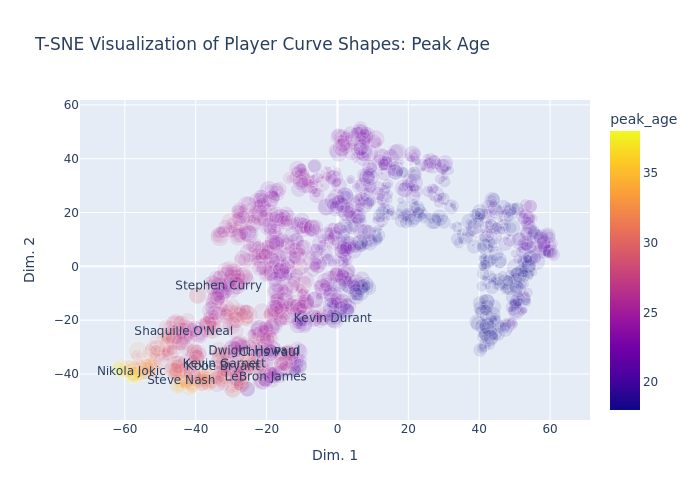 T-SNE Visualization of Player Curve Shapes: Peak Age
peak_age
60
40
20
0
−20
−40
Dim. 2
Stephen Curry
Kevin Durant
Shaquille O'Neal
Dwight Howard
Chris Paul
Kevin Garnett
Kobe Bryant
Nikola Jokic
Steve Nash
LeBron James
−60
−40
−20
0
20
40
60
Dim. 1
35
30
25
20